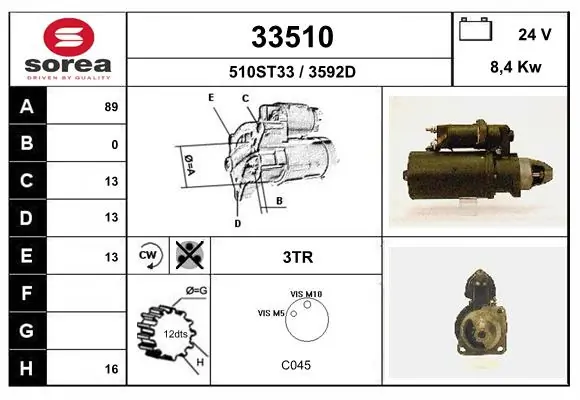 sorea
DRIVEN BY QUALITY
33510
510ST33 / 3592D
24 V
8,4 Kw
A 89
B 0
C 13
D 13
E 13
F
G
H 16
E
C
Ø=A
B
D
CW
3TR
Ø=G
12dts
H
VIS M10
VIS M5
C045